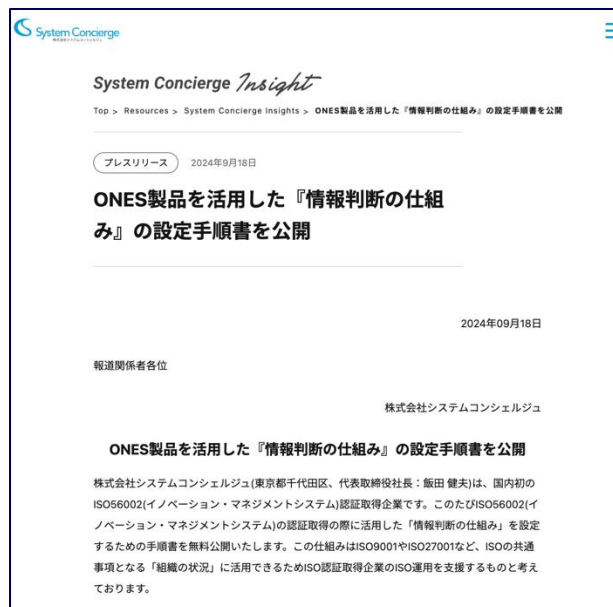 System Concierge
株式会社システムコンシェルジュ
System Concierge Insight
Top > Resources > System Concierge Insights > ONES製品を活用した『情報判断の仕組み』の設定手順書を公開
プレスリリース 2024年9月18日
ONES製品を活用した『情報判断の仕組
み』の設定手順書を公開
2024年09月18日
報道関係者各位
株式会社システムコンシェルジュ
ONES製品を活用した『情報判断の仕組み』の設定手順書を公開
株式会社システムコンシェルジュ(東京都千代田区、代表取締役社長：飯田 健夫)は、国内初の
ISO56002(イノベーション・マネジメントシステム)認証取得企業です。このたびISO56002(イ
ノベーション・マネジメントシステム)の認証取得の際に活用した「情報判断の仕組み」を設定
するための手順書を無料公開いたします。この仕組みはISO9001やISO27001など、ISOの共通
事項となる「組織の状況」に活用できるためISO認証取得企業のISO運用を支援するものと考え
ております。